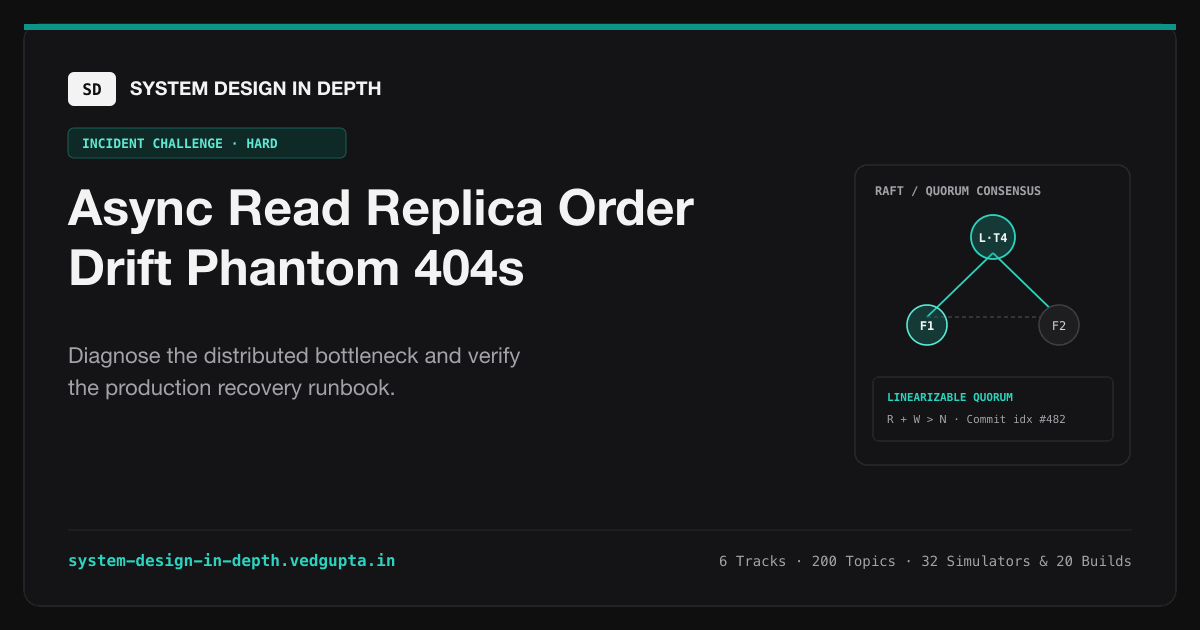 SD SYSTEM DESIGN IN DEPTH
INCIDENT CHALLENGE · HARD
Async Read Replica Order
Drift Phantom 404s
Diagnose the distributed bottleneck and verify
the production recovery runbook.
RAFT / QUORUM CONSENSUS
L·T4
F1
F2
LINEARIZABLE QUORUM
R + W > N · Commit idx #482
system-design-in-depth.vedgupta.in
6 Tracks · 200 Topics · 32 Simulators & 20 Builds